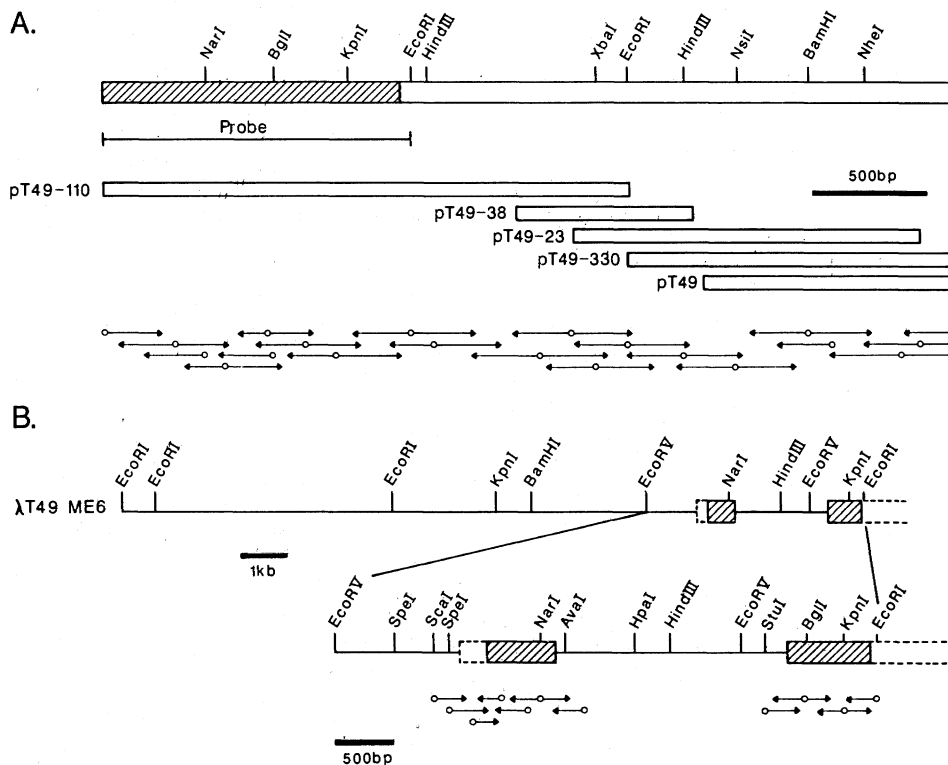 A.
NarI BglI KpnI EcoRI HindⅢ XbaI EcoRI HindⅢ NsiI BamHI NheI
Probe
500bp
pT49-110
pT49-38
pT49-23
pT49-330
pT49
B.
EcoRI EcoRI EcoRI KpnI BamHI EcoRⅤ NarI HindⅢ EcoRⅤ KpnI EcoRI
λT49 ME6
1kb
EcoRⅤ SpeI ScaI SpeI NarI AvaI HpaI HindⅢ EcoRⅤ StuI BglI KpnI EcoRI
500bp